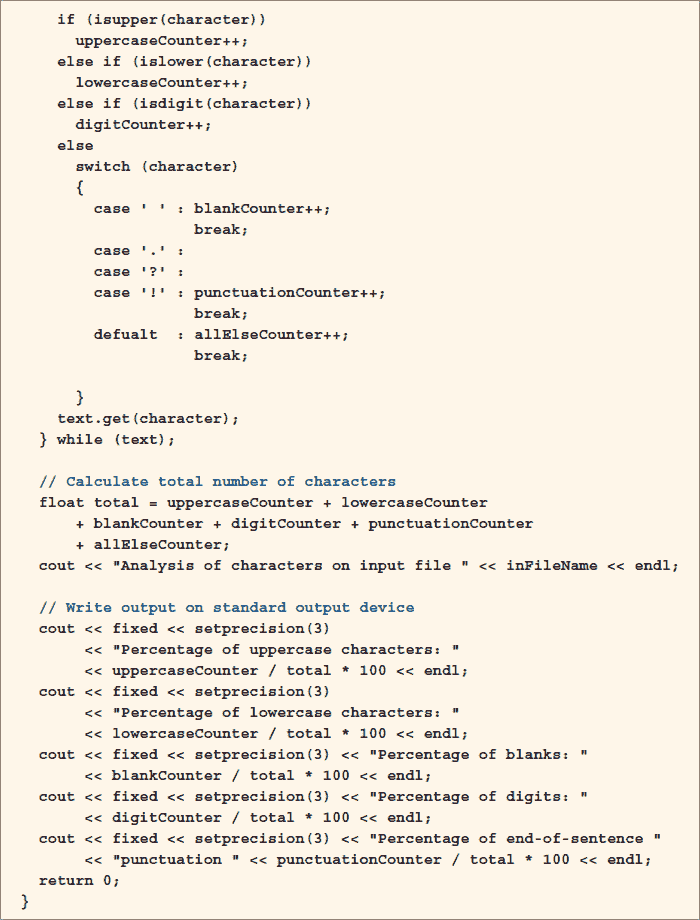 if (isupper(character))
      uppercaseCounter++;
    else if (islower(character))
      lowercaseCounter++;
    else if (isdigit(character))
      digitCounter++;
    else
      switch (character)
      {
        case ' ' : blankCounter++;
                   break;
        case '.' :
        case '?' :
        case '!' : punctuationCounter++;
                   break;
        defualt  : allElseCounter++;
                   break;

      }
    text.get(character);
  } while (text);

  // Calculate total number of characters
  float total = uppercaseCounter + lowercaseCounter
      + blankCounter + digitCounter + punctuationCounter
      + allElseCounter;
  cout << "Analysis of characters on input file " << inFileName << endl;

  // Write output on standard output device
  cout << fixed << setprecision(3)
       << "Percentage of uppercase characters: "
       << uppercaseCounter / total * 100 << endl;
  cout << fixed << setprecision(3)
       << "Percentage of lowercase characters: "
       << lowercaseCounter / total * 100 << endl;
  cout << fixed << setprecision(3) << "Percentage of blanks: "
       << blankCounter / total * 100 << endl;
  cout << fixed << setprecision(3) << "Percentage of digits: "
       << digitCounter / total * 100 << endl;
  cout << fixed << setprecision(3) << "Percentage of end-of-sentence "
       << "punctuation " << punctuationCounter / total * 100 << endl;
  return 0;
}